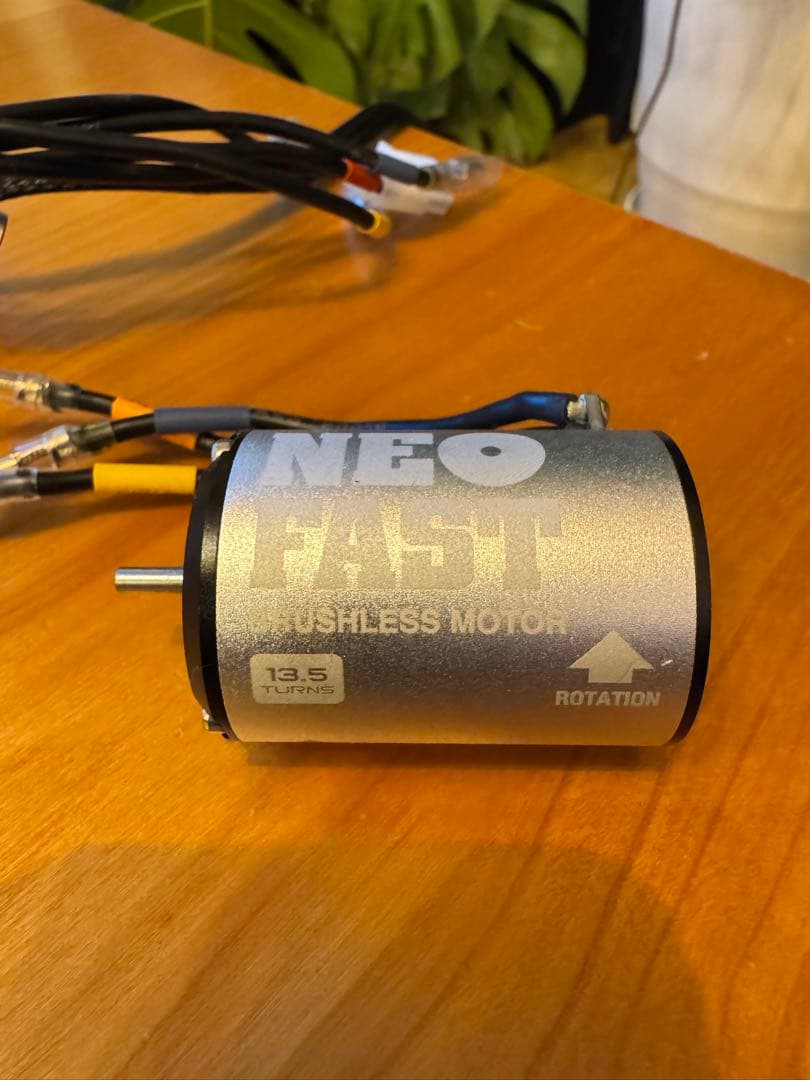 NEO
FAST
BRUSHLESS MOTOR
13.5
TURNS
ROTATION